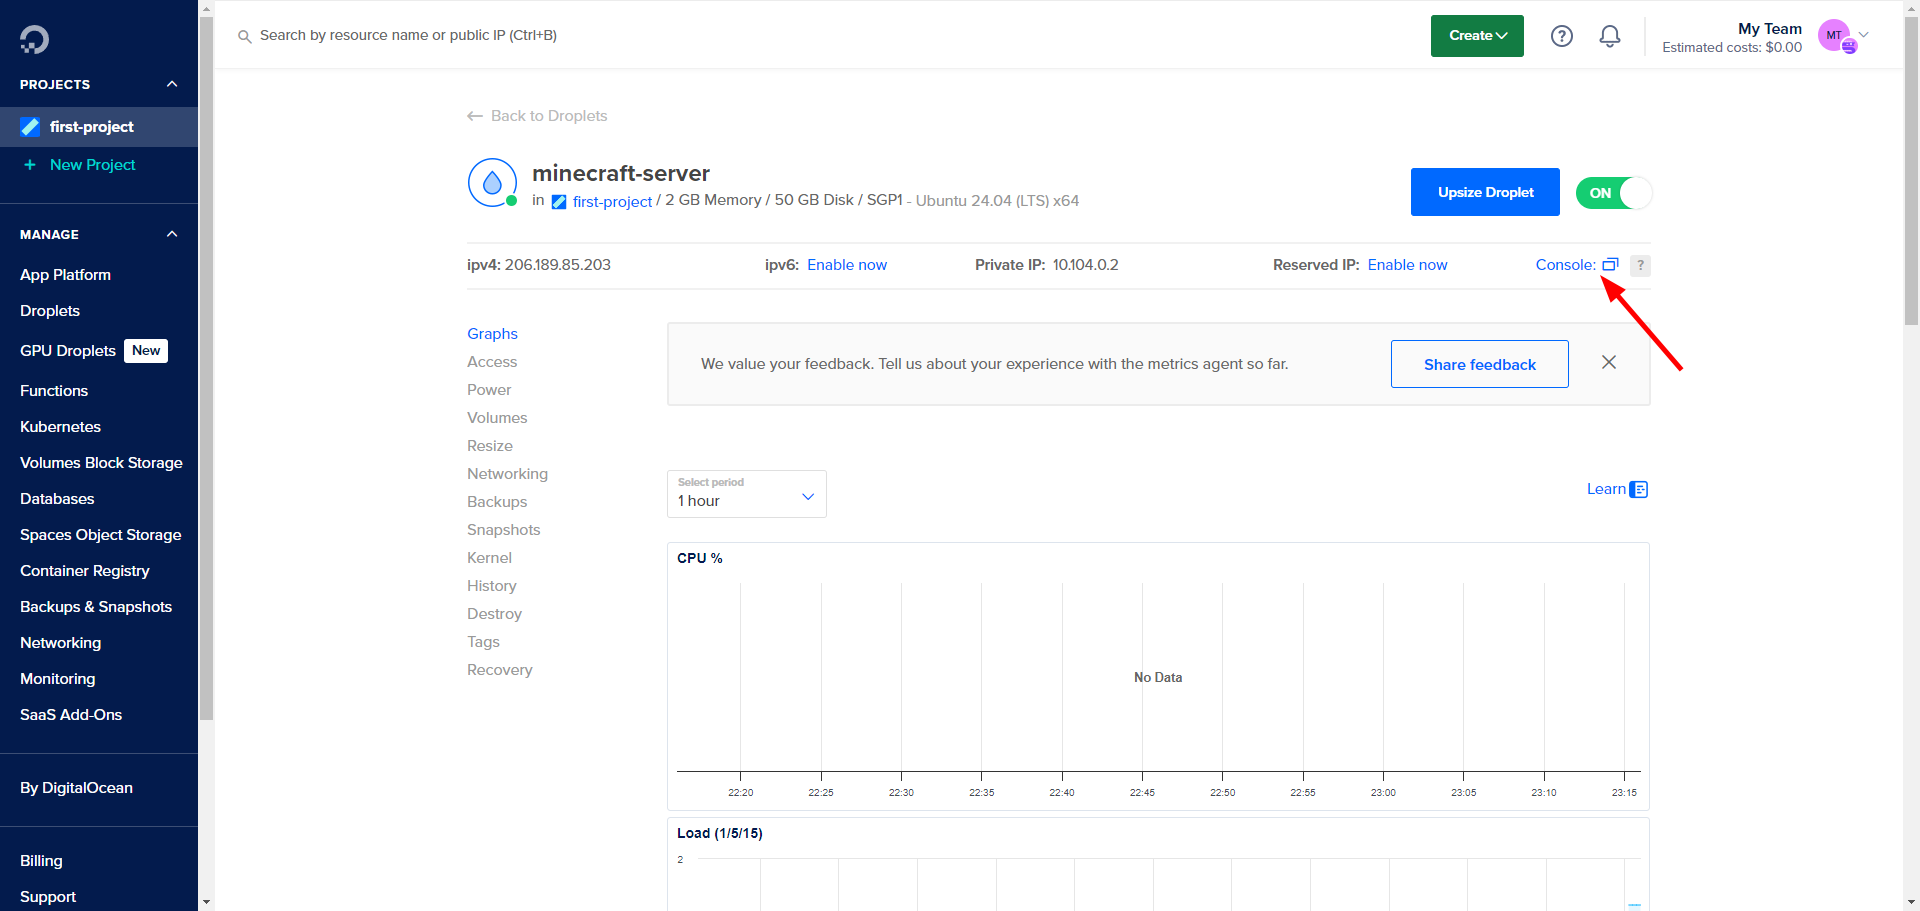 Search by resource name or public IP (Ctrl+B)
Create
My Team
Estimated costs: $0.00
MT
PROJECTS
first-project
+ New Project
MANAGE
App Platform
Droplets
GPU Droplets New
Functions
Kubernetes
Volumes Block Storage
Databases
Spaces Object Storage
Container Registry
Backups & Snapshots
Networking
Monitoring
SaaS Add-Ons
By DigitalOcean
Billing
Support
← Back to Droplets
minecraft-server
in first-project / 2 GB Memory / 50 GB Disk / SGP1 - Ubuntu 24.04 (LTS) x64
Upsize Droplet
ON
ipv4: 206.189.85.203 ipv6: Enable now Private IP: 10.104.0.2 Reserved IP: Enable now Console: ?
Graphs
Access
Power
Volumes
Resize
Networking
Backups
Snapshots
Kernel
History
Destroy
Tags
Recovery
We value your feedback. Tell us about your experience with the metrics agent so far.
Share feedback
Select period
1 hour
Learn
CPU %
No Data
22:20 22:25 22:30 22:35 22:40 22:45 22:50 22:55 23:00 23:05 23:10 23:15
Load (1/5/15)
2